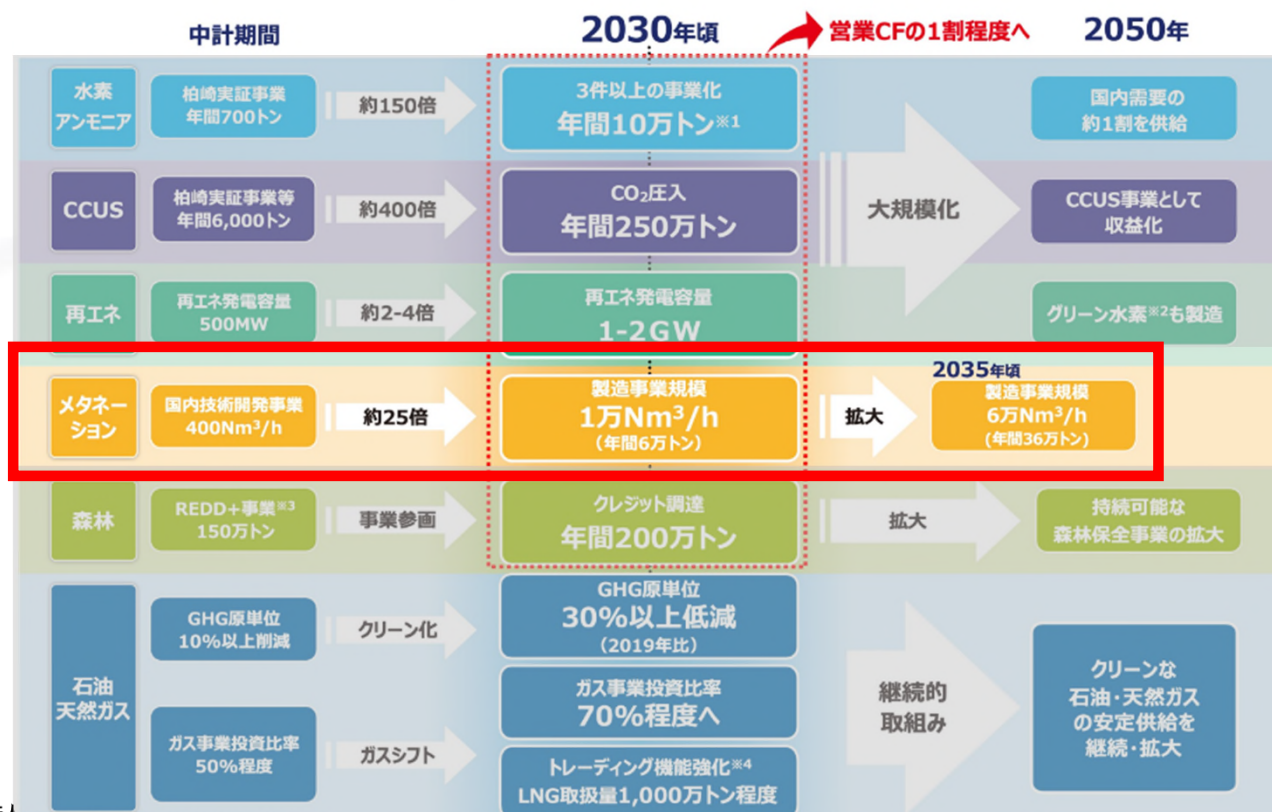 中計期間
2030年頃
営業CFの1割程度へ
2050年
水素
アンモニア
柏崎実証事業
年間700トン
約150倍
3件以上の事業化
年間10万トン※1
国内需要の
約1割を供給
CCUS
柏崎実証事業等
年間6,000トン
約400倍
CO₂圧入
年間250万トン
大規模化
CCUS事業として
収益化
再エネ
再エネ発電容量
500MW
約2-4倍
再エネ発電容量
1-2GW
グリーン水素※2も製造
メタネー
ション
国内技術開発事業
400Nm³/h
約25倍
製造事業規模
1万Nm³/h
(年間6万トン)
拡大
2035年頃
製造事業規模
6万Nm³/h
(年間36万トン)
森林
REDD+事業※3
150万トン
事業参画
クレジット調達
年間200万トン
拡大
持続可能な
森林保全事業の拡大
石油
天然ガス
GHG原単位
10%以上削減
クリーン化
GHG原単位
30%以上低減
(2019年比)
ガス事業投資比率
50%程度
ガスシフト
ガス事業投資比率
70%程度へ
トレーディング機能強化※4
LNG取扱量1,000万トン程度
継続的
取組み
クリーンな
石油・天然ガス
の安定供給を
継続・拡大